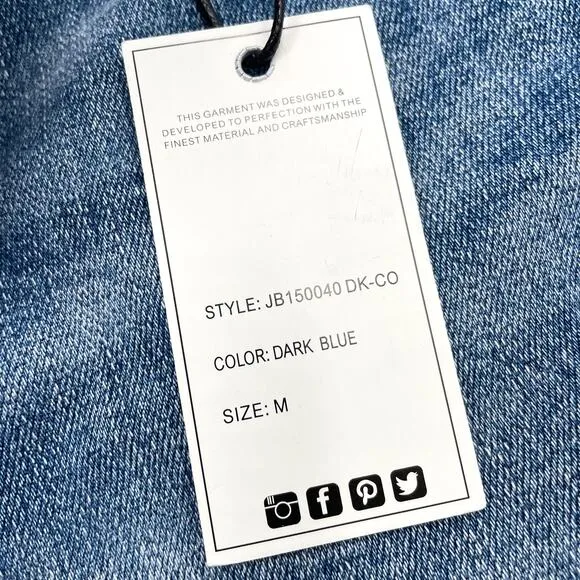 THIS GARMENT WAS DESIGNED &
DEVELOPED TO PERFECTION WITH THE
FINEST MATERIAL AND CRAFTSMANSHIP
STYLE: JB150040 DK-CO
COLOR: DARK BLUE
SIZE: M